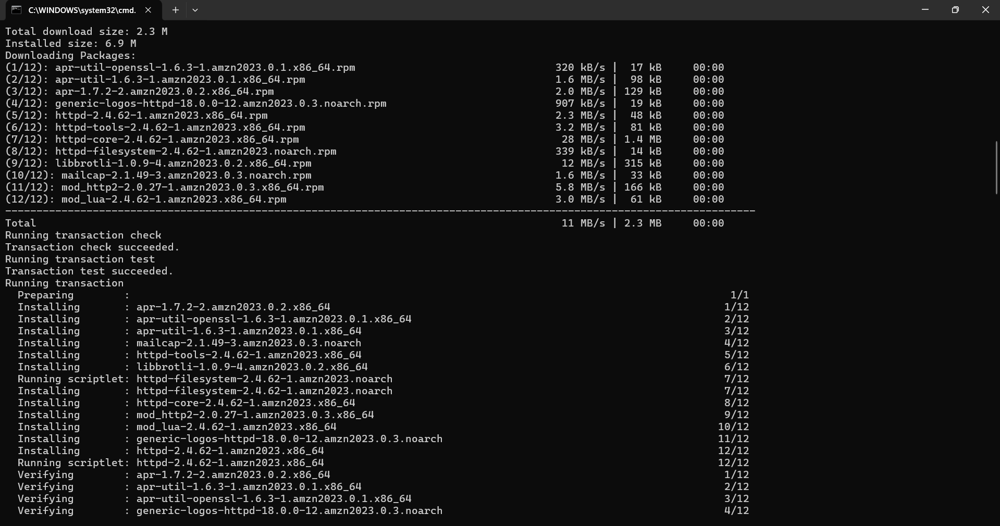 C:\WINDOWS\system32\cmd.
Total download size: 2.3 M
Installed size: 6.9 M
Downloading Packages:
(1/12): apr-util-openssl-1.6.3-1.amzn2023.0.1.x86_64.rpm 320 kB/s | 17 kB 00:00
(2/12): apr-util-1.6.3-1.amzn2023.0.1.x86_64.rpm 1.6 MB/s | 98 kB 00:00
(3/12): apr-1.7.2-2.amzn2023.0.2.x86_64.rpm 2.0 MB/s | 129 kB 00:00
(4/12): generic-logos-httpd-18.0.0-12.amzn2023.0.3.noarch.rpm 907 kB/s | 19 kB 00:00
(5/12): httpd-2.4.62-1.amzn2023.x86_64.rpm 2.3 MB/s | 48 kB 00:00
(6/12): httpd-tools-2.4.62-1.amzn2023.x86_64.rpm 3.2 MB/s | 81 kB 00:00
(7/12): httpd-core-2.4.62-1.amzn2023.x86_64.rpm 28 MB/s | 1.4 MB 00:00
(8/12): httpd-filesystem-2.4.62-1.amzn2023.noarch.rpm 339 kB/s | 14 kB 00:00
(9/12): libbrotli-1.0.9-4.amzn2023.0.2.x86_64.rpm 12 MB/s | 315 kB 00:00
(10/12): mailcap-2.1.49-3.amzn2023.0.3.noarch.rpm 1.6 MB/s | 33 kB 00:00
(11/12): mod_http2-2.0.27-1.amzn2023.0.3.x86_64.rpm 5.8 MB/s | 166 kB 00:00
(12/12): mod_lua-2.4.62-1.amzn2023.x86_64.rpm 3.0 MB/s | 61 kB 00:00
------------------------------------------------------------------------------------------------------------------------
Total 11 MB/s | 2.3 MB 00:00
Running transaction check
Transaction check succeeded.
Running transaction test
Transaction test succeeded.
Running transaction
Preparing : 1/1
Installing : apr-1.7.2-2.amzn2023.0.2.x86_64 1/12
Installing : apr-util-openssl-1.6.3-1.amzn2023.0.1.x86_64 2/12
Installing : apr-util-1.6.3-1.amzn2023.0.1.x86_64 3/12
Installing : mailcap-2.1.49-3.amzn2023.0.3.noarch 4/12
Installing : httpd-tools-2.4.62-1.amzn2023.x86_64 5/12
Installing : libbrotli-1.0.9-4.amzn2023.0.2.x86_64 6/12
Running scriptlet: httpd-filesystem-2.4.62-1.amzn2023.noarch 7/12
Installing : httpd-filesystem-2.4.62-1.amzn2023.noarch 7/12
Installing : httpd-core-2.4.62-1.amzn2023.x86_64 8/12
Installing : mod_http2-2.0.27-1.amzn2023.0.3.x86_64 9/12
Installing : mod_lua-2.4.62-1.amzn2023.x86_64 10/12
Installing : generic-logos-httpd-18.0.0-12.amzn2023.0.3.noarch 11/12
Installing : httpd-2.4.62-1.amzn2023.x86_64 12/12
Running scriptlet: httpd-2.4.62-1.amzn2023.x86_64 12/12
Verifying : apr-1.7.2-2.amzn2023.0.2.x86_64 1/12
Verifying : apr-util-1.6.3-1.amzn2023.0.1.x86_64 2/12
Verifying : apr-util-openssl-1.6.3-1.amzn2023.0.1.x86_64 3/12
Verifying : generic-logos-httpd-18.0.0-12.amzn2023.0.3.noarch 4/12